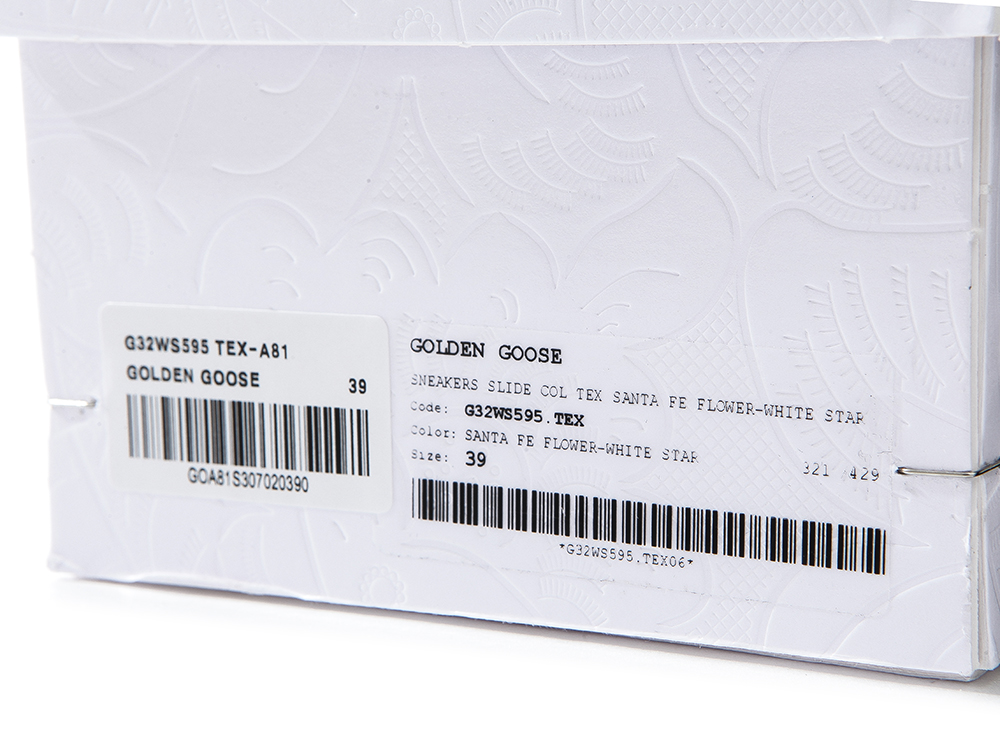 G32WS595 TEX-A81
GOLDEN GOOSE 39
GOA81S307020390
GOLDEN GOOSE
SNEAKERS SLIDE COL TEX SANTA FE FLOWER-WHITE STAR
Code: G32WS595.TEX
Color: SANTA FE FLOWER-WHITE STAR
Size: 39 321 429
*G32WS595.TEX06*